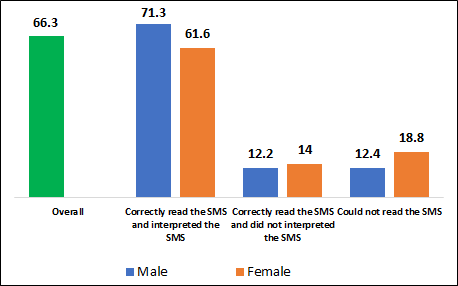 66.3
71.3
61.6
12.2
14
12.4
18.8
Overall
Correctly read the SMS
and interpreted the
SMS
Correctly read the SMS
and did not interpreted
the SMS
Could not read the SMS
Male
Female